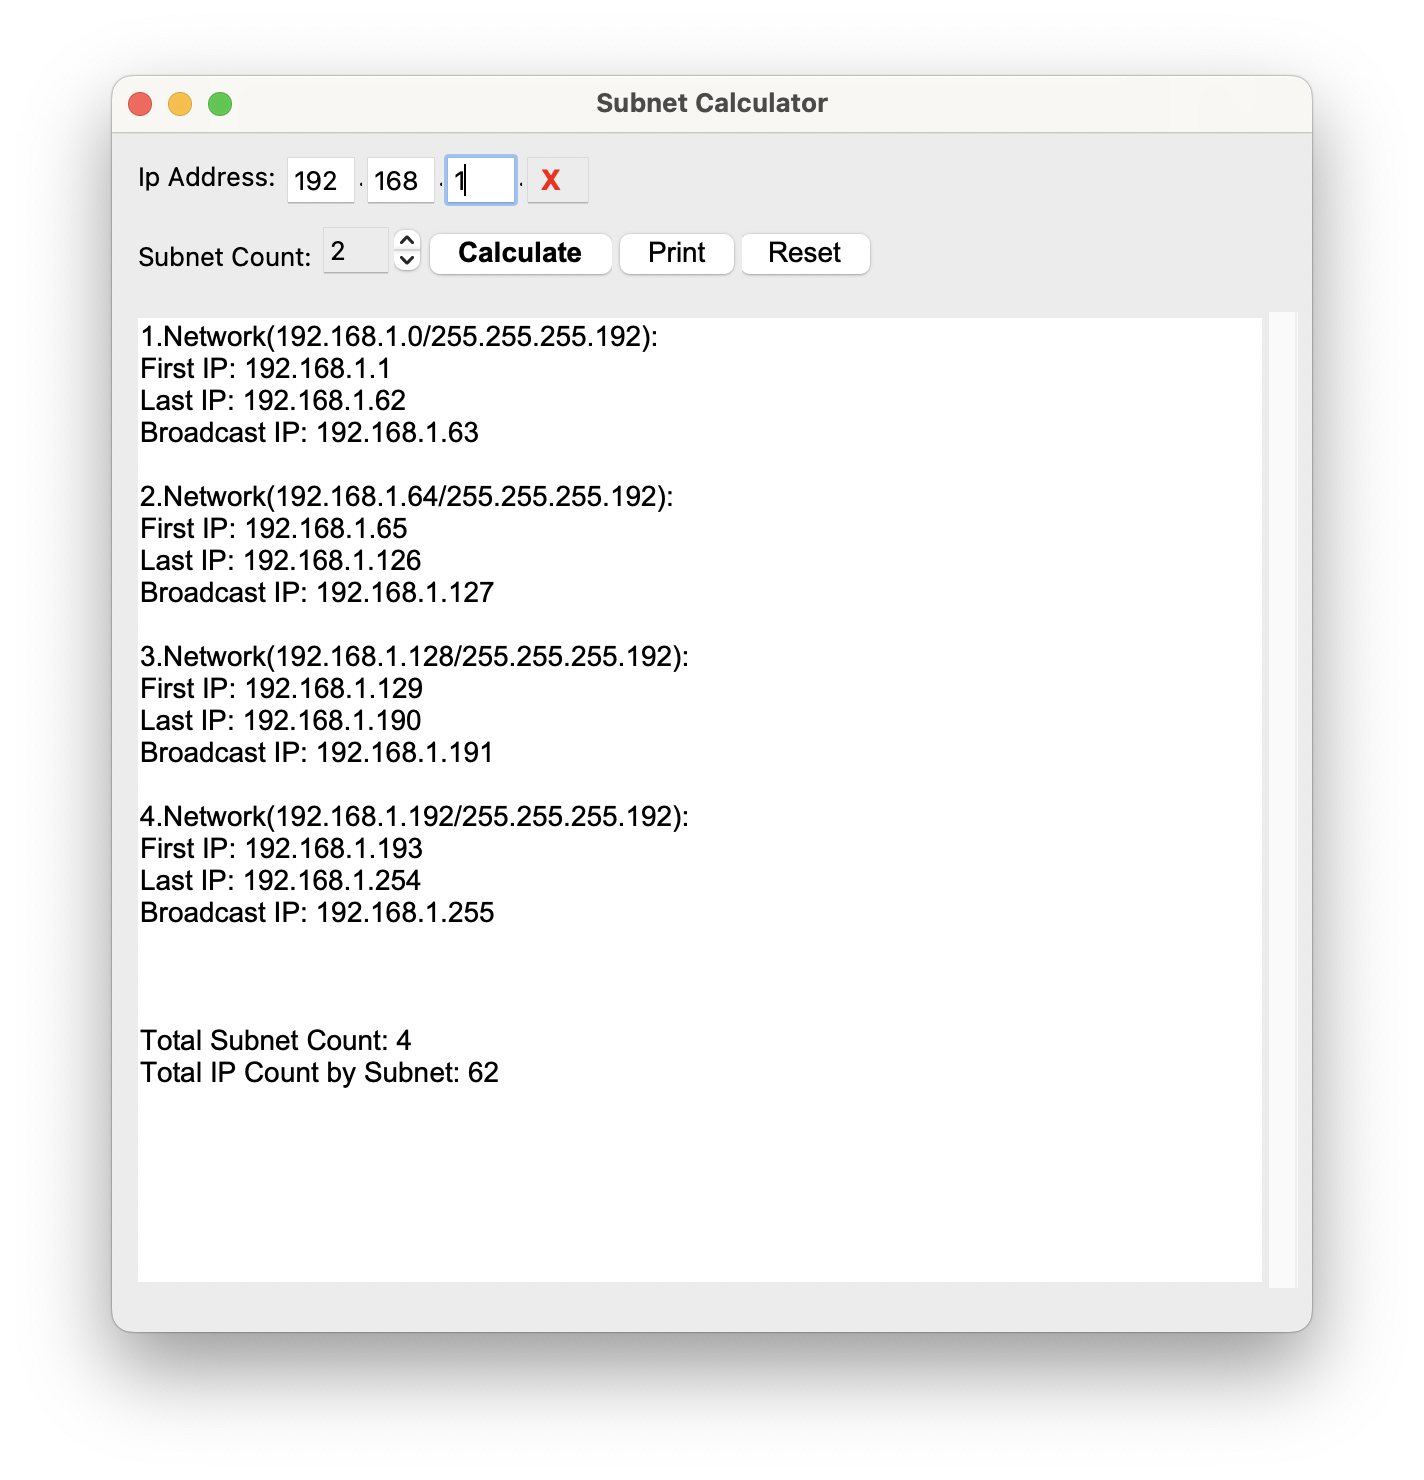 Subnet Calculator
Ip Address: 192 . 168 . 1 . X
Subnet Count: 2 Calculate Print Reset
1.Network(192.168.1.0/255.255.255.192):
First IP: 192.168.1.1
Last IP: 192.168.1.62
Broadcast IP: 192.168.1.63
2.Network(192.168.1.64/255.255.255.192):
First IP: 192.168.1.65
Last IP: 192.168.1.126
Broadcast IP: 192.168.1.127
3.Network(192.168.1.128/255.255.255.192):
First IP: 192.168.1.129
Last IP: 192.168.1.190
Broadcast IP: 192.168.1.191
4.Network(192.168.1.192/255.255.255.192):
First IP: 192.168.1.193
Last IP: 192.168.1.254
Broadcast IP: 192.168.1.255
Total Subnet Count: 4
Total IP Count by Subnet: 62